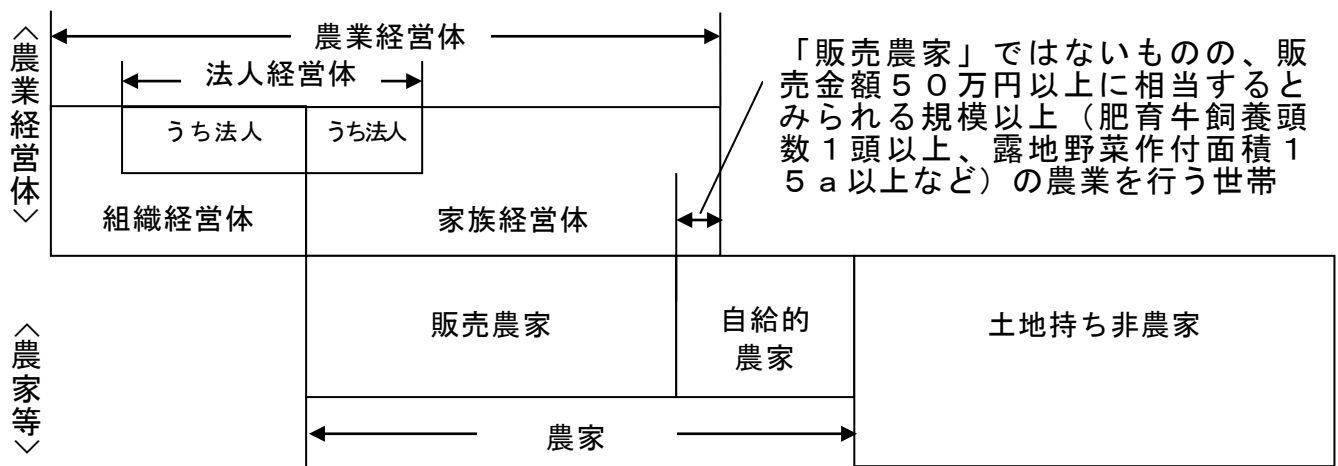 〈農業経営体〉
農業経営体
法人経営体
うち法人
うち法人
組織経営体
家族経営体
「販売農家」ではないものの、販
売金額５０万円以上に相当すると
みられる規模以上（肥育牛飼養頭
数１頭以上、露地野菜作付面積１
５ａ以上など）の農業を行う世帯
〈農家等〉
販売農家
自給的
農家
土地持ち非農家
農家